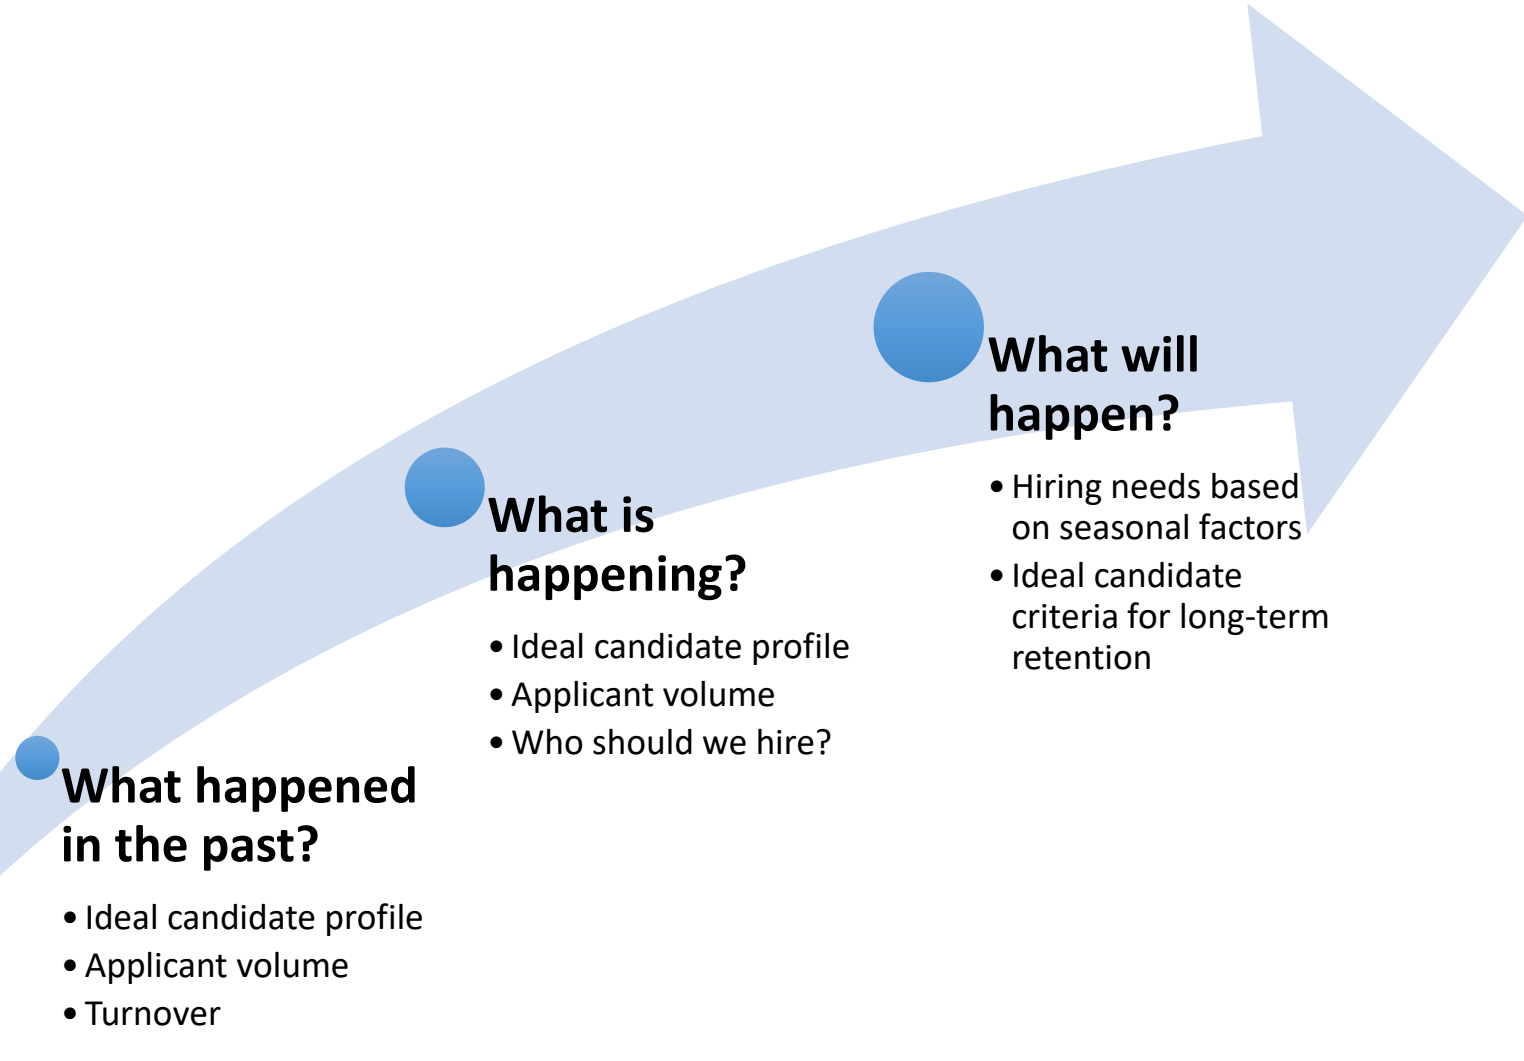 What happened
in the past?
• Ideal candidate profile
• Applicant volume
• Turnover
What is
happening?
• Ideal candidate profile
• Applicant volume
• Who should we hire?
What will
happen?
• Hiring needs based
on seasonal factors
• Ideal candidate
criteria for long-term
retention